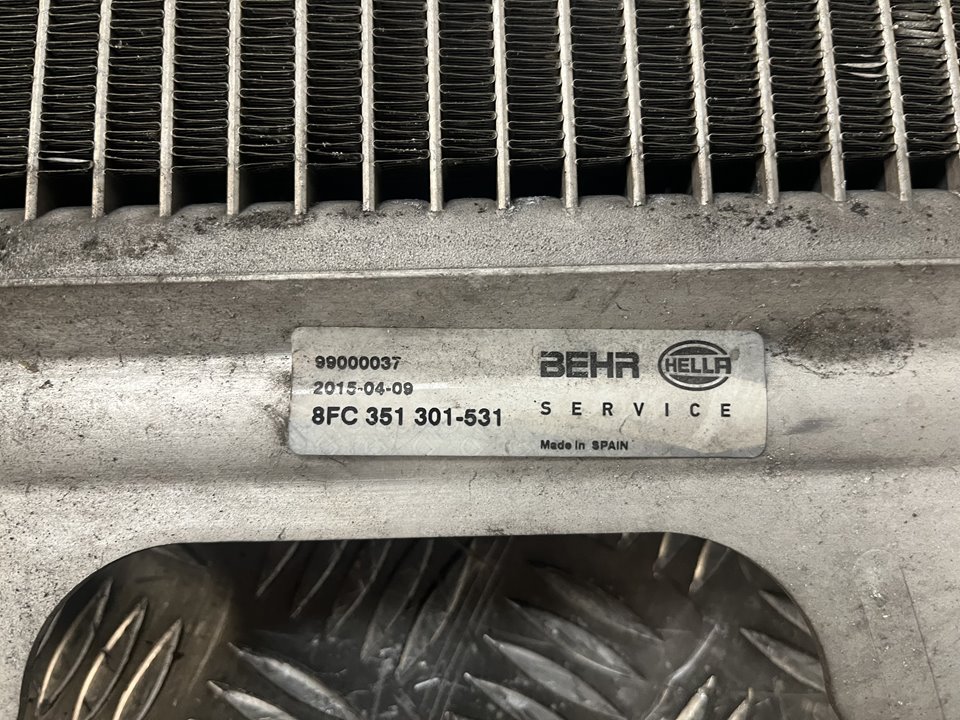 99000037
2015-04-09
8FC 351 301-531
BEHR HELLA
SERVICE
Made in SPAIN